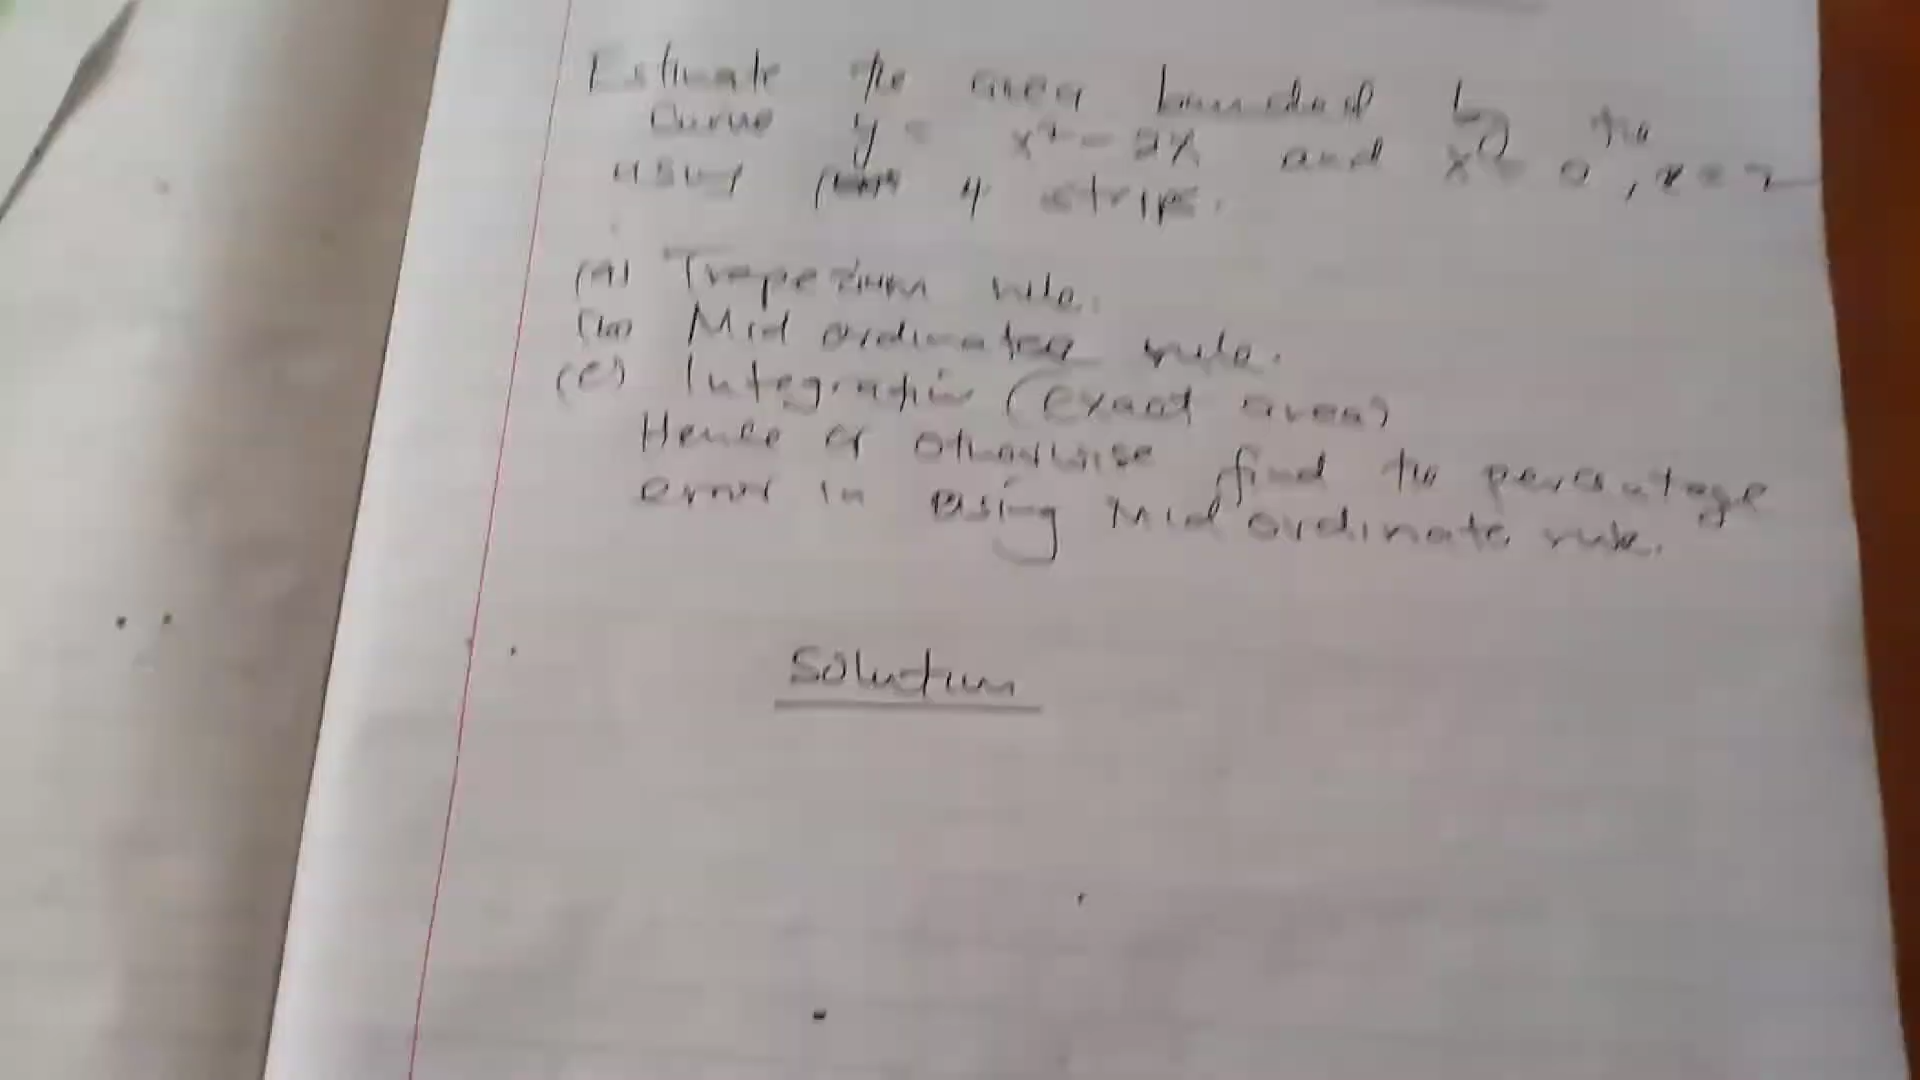 Estimate the area bounded by the
Curve y = x² - 2x and x = 0, x = 2
using 4 strips.
(a) Trapezium rule.
(b) Mid ordinates rule.
(c) Integration (exact area)
Hence or otherwise find the percentage
error in using Mid ordinate rule.
Solution